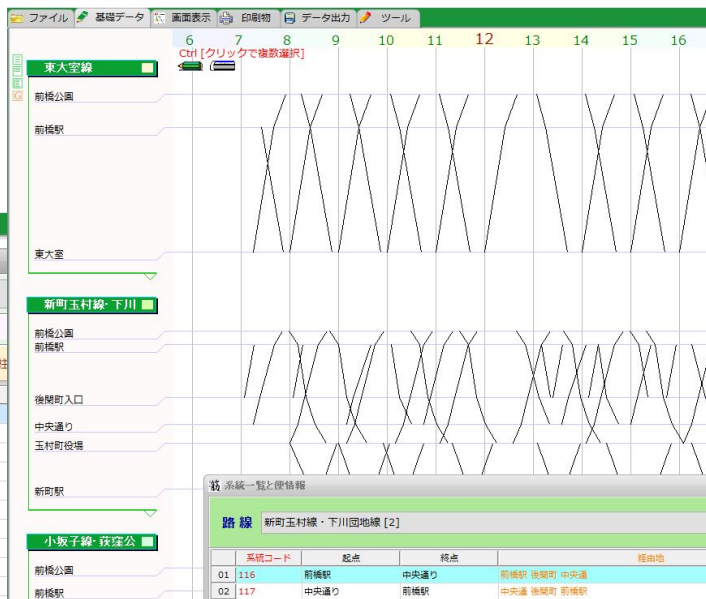 ファイル 基礎データ 画面表示 印刷物 データ出力 ツール
6 7 8 9 10 11 12 13 14 15 16
Ctrl [クリックで複数選択]
東大室線
前橋公園
前橋駅
東大室
新町玉村線･下川
前橋公園
前橋駅
後閑町入口
中央通り
玉村町役場
新町駅
筋 系統一覧と便情報
路線 新町玉村線・下川団地線 [2]
小坂子線･荻窪公
系統コード 起点 終点 経由地
前橋公園
01 116 前橋駅 中央通り 前橋駅 後閑町 中央通
前橋駅
02 117 中央通り 前橋駅 中央通 後閑町 前橋駅